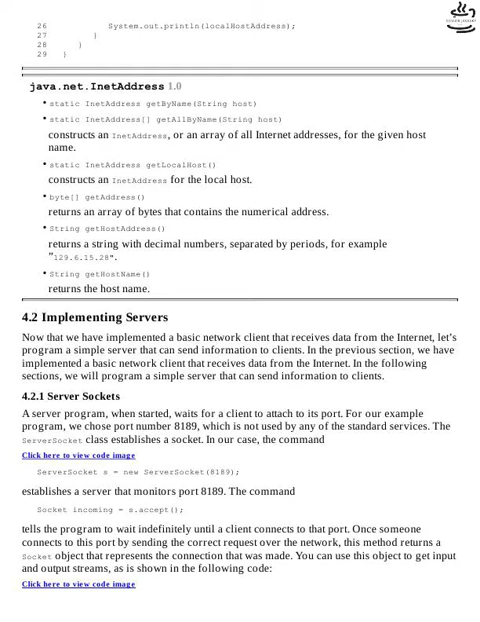 26 System.out.println(localHostAddress);
27 }
28 }
29 }
java.net.InetAddress 1.0
• static InetAddress getByName(String host)
• static InetAddress[] getAllByName(String host)
constructs an InetAddress, or an array of all Internet addresses, for the given host
name.
• static InetAddress getLocalHost()
constructs an InetAddress for the local host.
• byte[] getAddress()
returns an array of bytes that contains the numerical address.
• String getHostAddress()
returns a string with decimal numbers, separated by periods, for example
"129.6.15.28".
• String getHostName()
returns the host name.
4.2 Implementing Servers
Now that we have implemented a basic network client that receives data from the Internet, let's
program a simple server that can send information to clients. In the previous section, we have
implemented a basic network client that receives data from the Internet. In the following
sections, we will program a simple server that can send information to clients.
4.2.1 Server Sockets
A server program, when started, waits for a client to attach to its port. For our example
program, we chose port number 8189, which is not used by any of the standard services. The
ServerSocket class establishes a socket. In our case, the command
Click here to view code image
ServerSocket s = new ServerSocket(8189);
establishes a server that monitors port 8189. The command
Socket incoming = s.accept();
tells the program to wait indefinitely until a client connects to that port. Once someone
connects to this port by sending the correct request over the network, this method returns a
Socket object that represents the connection that was made. You can use this object to get input
and output streams, as is shown in the following code:
Click here to view code image